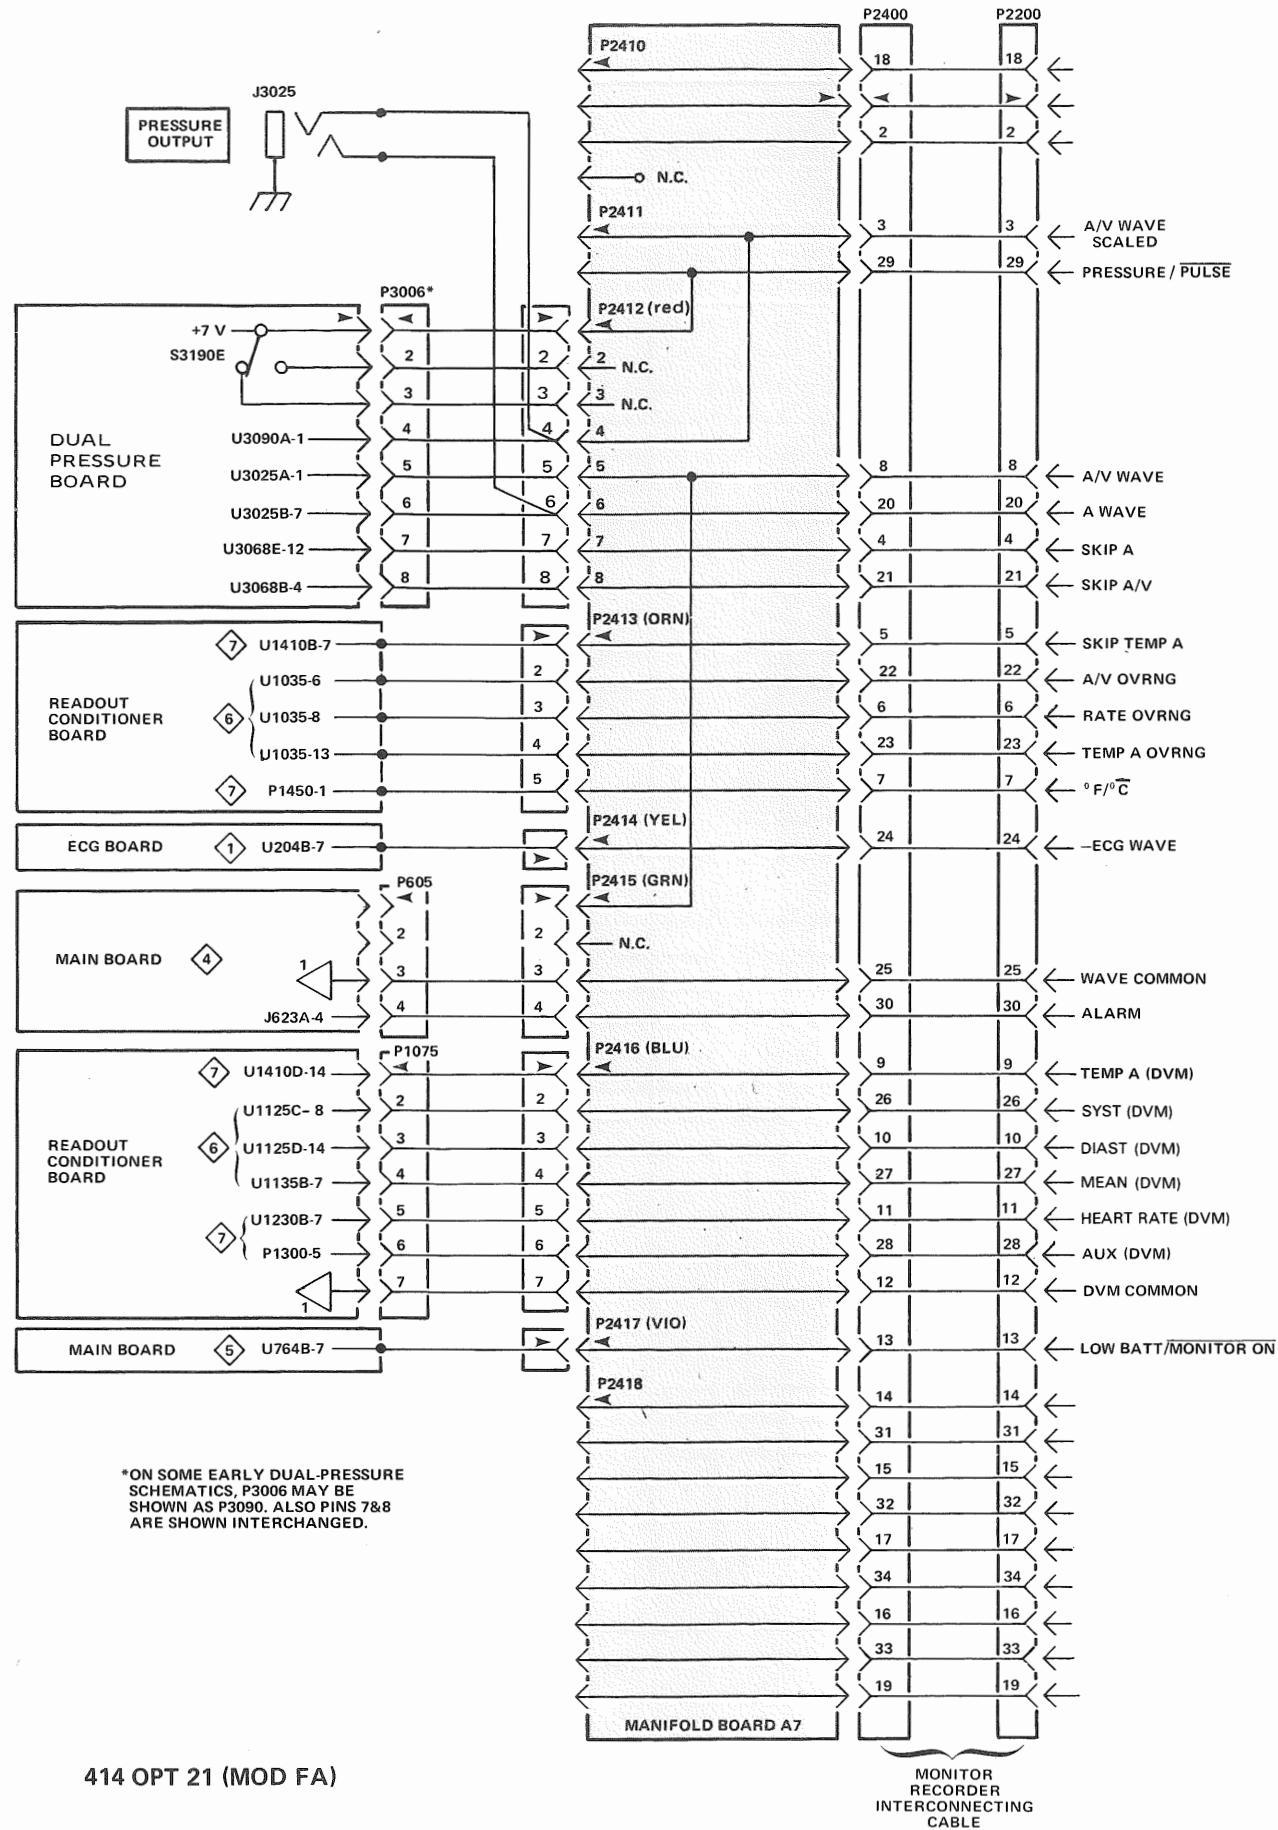 P2400 P2200
P2410
18 18
J3025
PRESSURE
OUTPUT
2 2
N.C.
P2411
3 3 A/V WAVE
SCALED
29 29 PRESSURE / PULSE
P3006* P2412 (red)
+7 V
S3190E 2 2 2 N.C.
3 3 3 N.C.
DUAL
PRESSURE
BOARD
U3090A-1 4 4 4
U3025A-1 5 5 5 8 8 A/V WAVE
U3025B-7 6 6 6 20 20 A WAVE
U3068E-12 7 7 7 4 4 SKIP A
U3068B-4 8 8 8 21 21 SKIP A/V
P2413 (ORN)
7 U1410B-7 5 5 SKIP TEMP A
READOUT
CONDITIONER
BOARD
U1035-6 2 22 22 A/V OVRNG
6 U1035-8 3 6 6 RATE OVRNG
U1035-13 4 23 23 TEMP A OVRNG
7 P1450-1 5 7 7 °F/°C
P2414 (YEL)
ECG BOARD 1 U204B-7 24 24 –ECG WAVE
P605 P2415 (GRN)
2 2 N.C.
MAIN BOARD 4
1 3 3 25 25 WAVE COMMON
J623A-4 4 4 30 30 ALARM
P1075 P2416 (BLU)
7 U1410D-14 9 9 TEMP A (DVM)
U1125C– 8 2 2 26 26 SYST (DVM)
READOUT
CONDITIONER
BOARD
6 U1125D-14 3 3 10 10 DIAST (DVM)
U1135B-7 4 4 27 27 MEAN (DVM)
U1230B-7 5 5 11 11 HEART RATE (DVM)
7 P1300-5 6 6 28 28 AUX (DVM)
1 7 7 12 12 DVM COMMON
P2417 (VIO)
MAIN BOARD 5 U764B-7 13 13 LOW BATT/MONITOR ON
P2418
14 14
31 31
15 15
32 32
17 17
34 34
16 16
33 33
19 19
*ON SOME EARLY DUAL-PRESSURE
SCHEMATICS, P3006 MAY BE
SHOWN AS P3090. ALSO PINS 7&8
ARE SHOWN INTERCHANGED.
MANIFOLD BOARD A7
414 OPT 21 (MOD FA)
MONITOR
RECORDER
INTERCONNECTING
CABLE